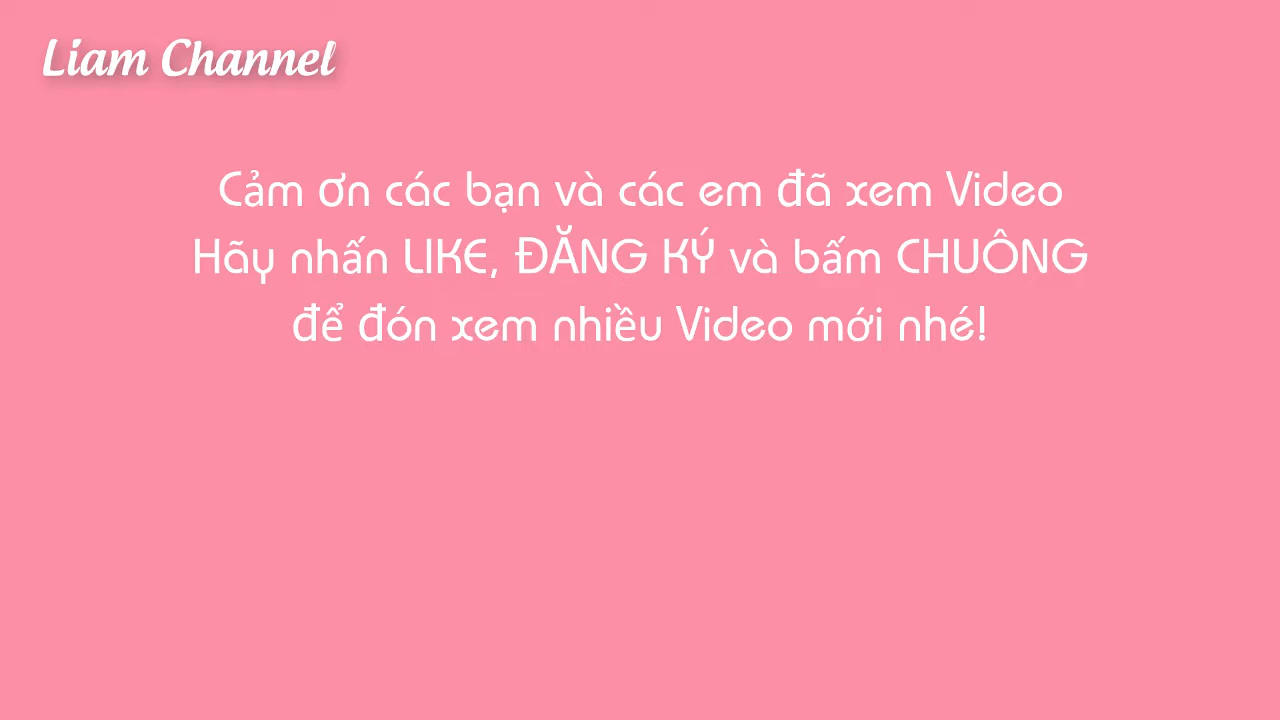 Liam Channel
Cảm ơn các bạn và các em đã xem Video
Hãy nhấn LIKE, ĐĂNG KÝ và bấm CHUÔNG
để đón xem nhiều Video mới nhé!